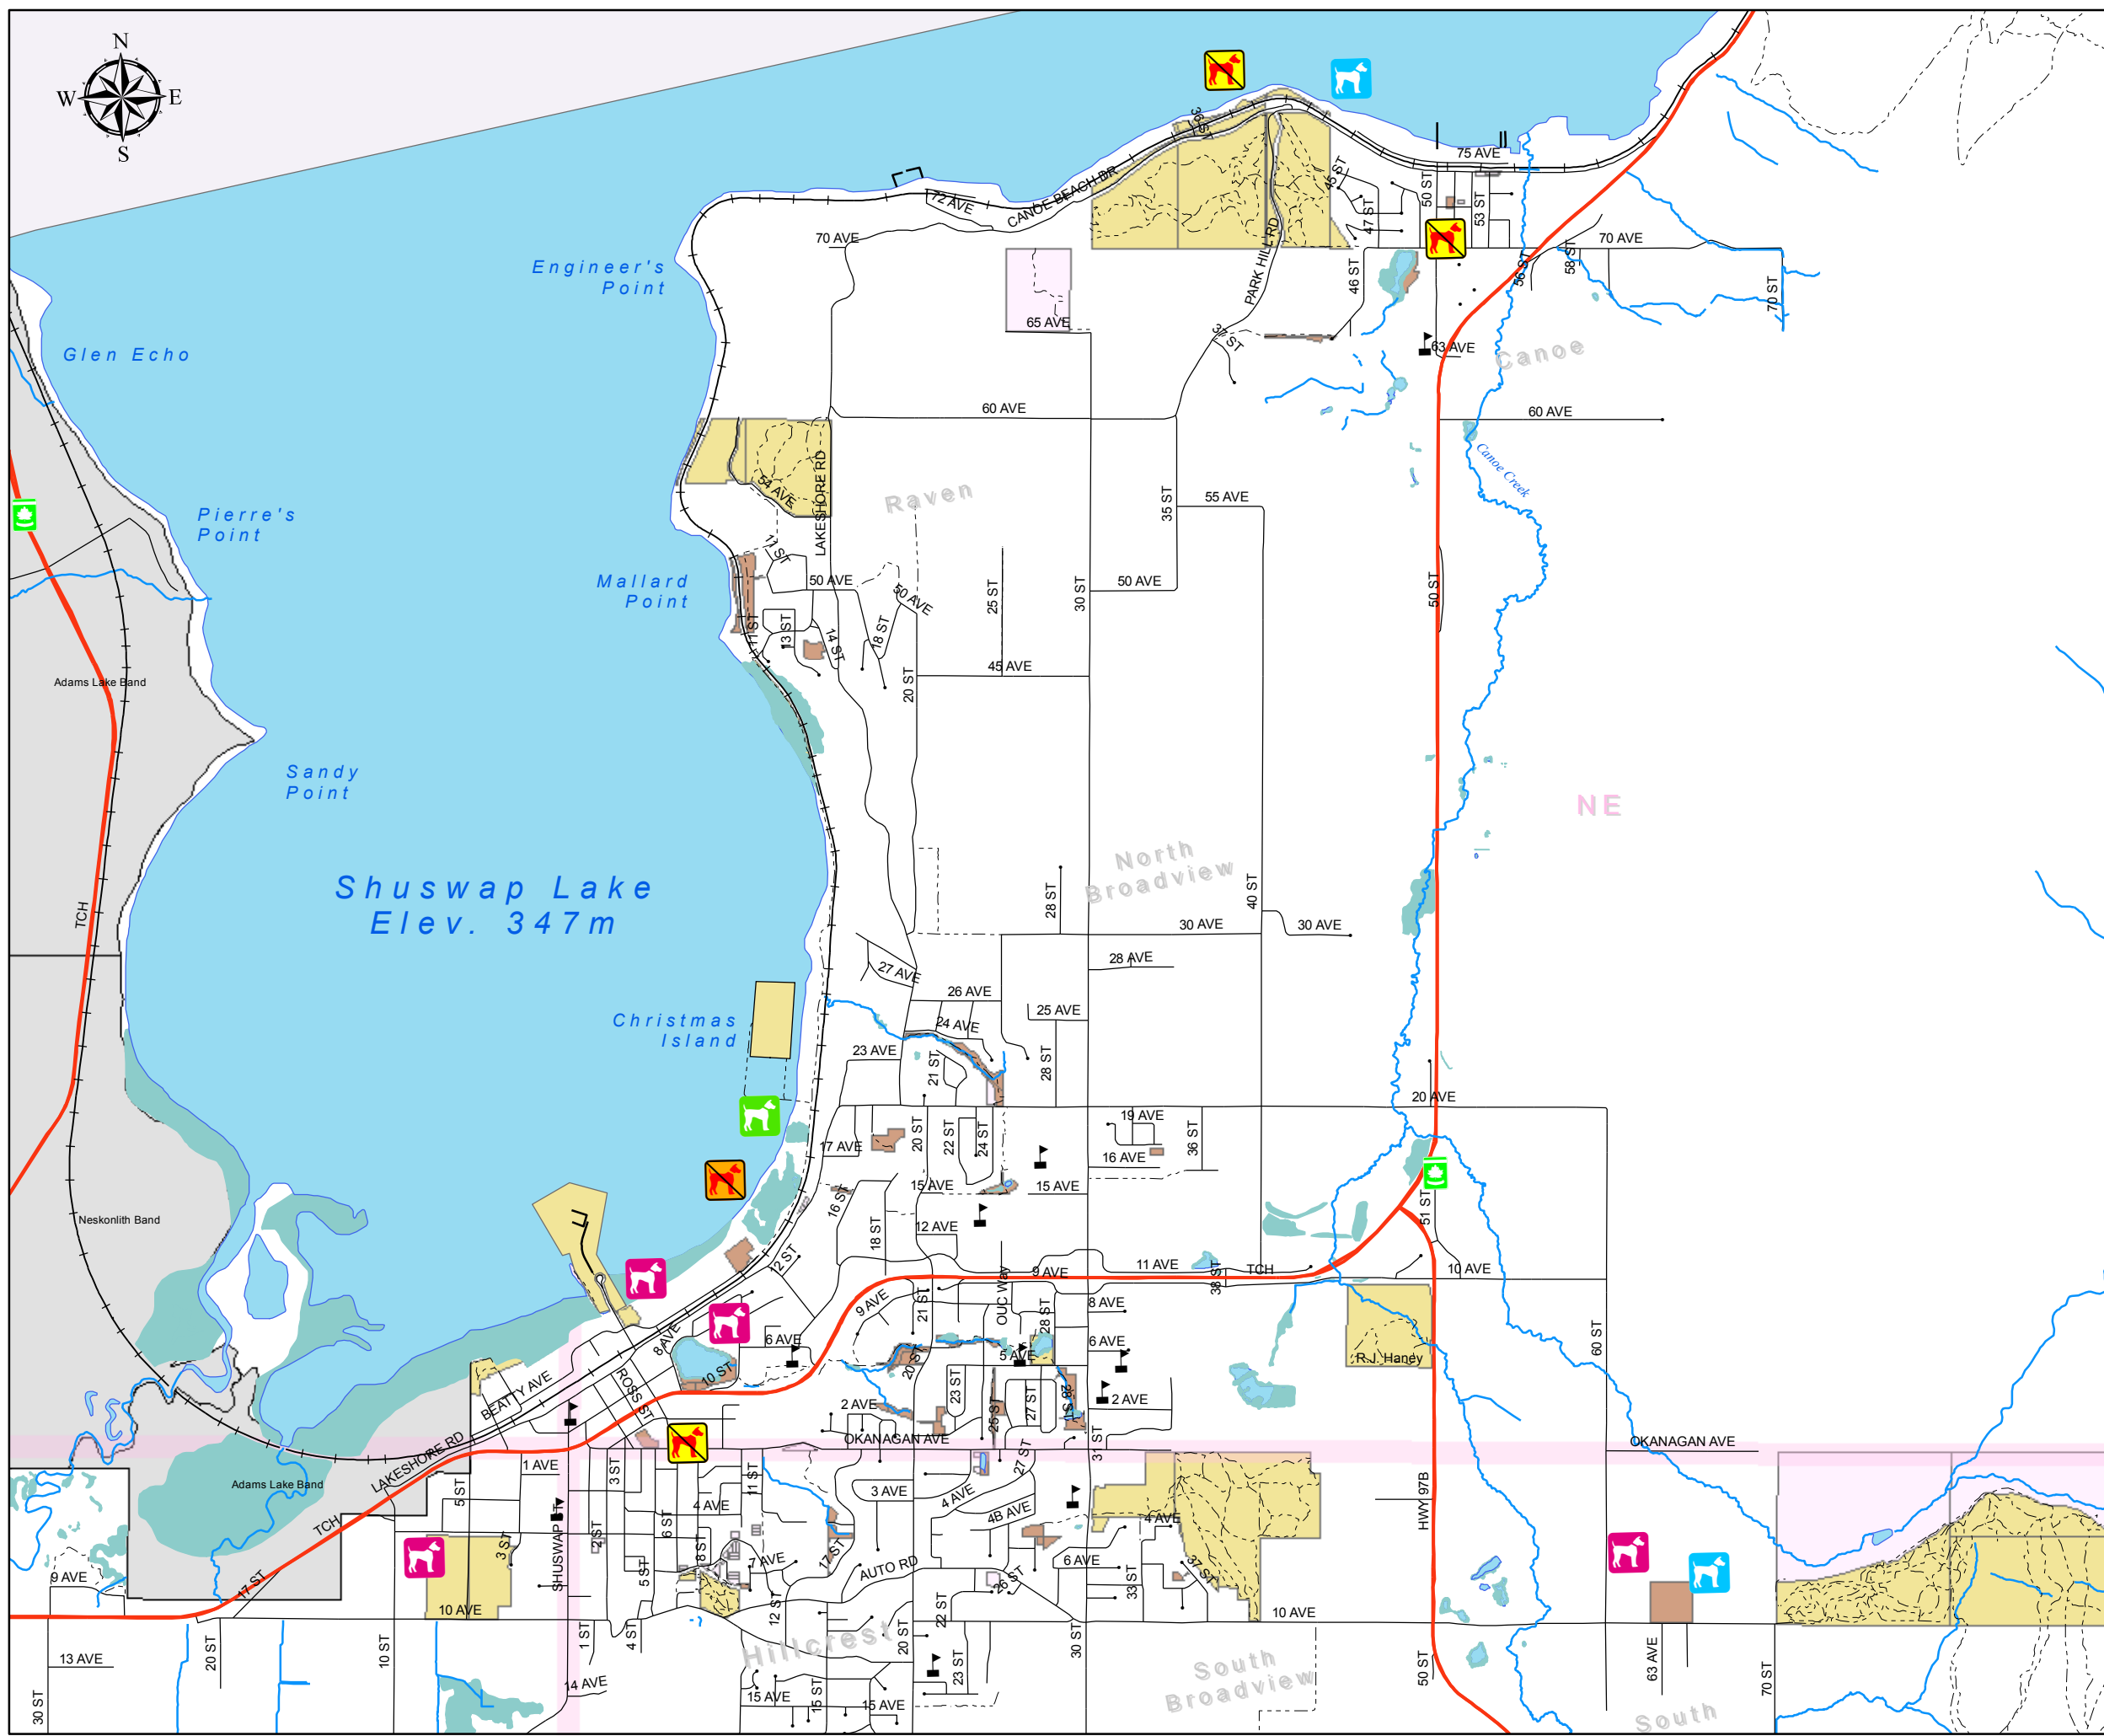 N
W
E
S
36 ST
75 AVE
45 ST
50 ST
53 ST
47 ST
CANOE BEACH DR
72 AVE
70 AVE
PARK HILL RD
70 AVE
58 ST
56 ST
46 ST
70 ST
Engineer's
Point
65 AVE
37 ST
63 AVE
Canoe
Glen Echo
60 AVE
60 AVE
Canoe Creek
LAKESHORE RD
54 AVE
Raven
35 ST
55 AVE
Pierre's
Point
11 ST
Mallard
Point
50 AVE
50 AVE
25 ST
30 ST
50 AVE
50 ST
13 ST
14 ST
18 ST
45 AVE
20 ST
Adams Lake Band
Sandy
Point
NE
North
Broadview
Shuswap Lake
Elev. 347m
TCH
28 ST
40 ST
30 AVE
30 AVE
28 AVE
27 AVE
26 AVE
25 AVE
24 AVE
Christmas
Island
23 AVE
21 ST
28 ST
20 AVE
19 AVE
17 AVE
20 ST
22 ST
24 ST
36 ST
16 AVE
15 AVE
15 AVE
16 ST
51 ST
Neskonlith Band
18 ST
12 AVE
12 ST
11 AVE
9 AVE
TCH
38 ST
10 AVE
OUC Way
9 AVE
21 ST
28 ST
8 AVE
8 AVE
6 AVE
6 AVE
5 AVE
R.J. Haney
60 ST
10 ST
20 ST
ROSS ST
BEATTY AVE
23 ST
25 ST
27 ST
28 ST
2 AVE
2 AVE
LAKESHORE RD
OKANAGAN AVE
31 ST
OKANAGAN AVE
27 ST
1 AVE
3 ST
11 ST
Adams Lake Band
5 ST
3 AVE
4 AVE
4 AVE
4B AVE
4 AVE
HWY 97B
TCH
SHUSWAP ST
2 ST
6 ST
3 ST
8 ST
17 ST
7 AVE
AUTO RD
6 AVE
37 ST
5 ST
9 AVE
17 ST
26 ST
33 ST
12 ST
22 ST
10 AVE
10 AVE
Hillcrest
1 ST
4 ST
20 ST
30 ST
10 ST
20 ST
13 AVE
23 ST
South
Broadview
50 ST
63 AVE
70 ST
14 AVE
15 AVE
15 ST
15 AVE
30 ST
South